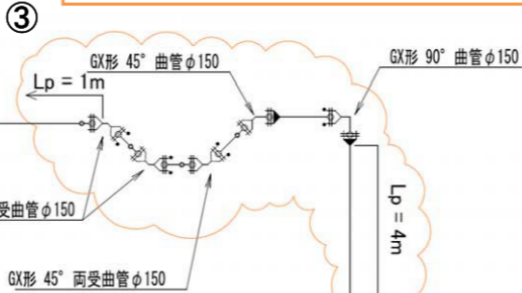 ③
GX形 45° 曲管φ150
GX形 90° 曲管φ150
Lp = 1m
受曲管φ150
Lp = 4m
GX形 45° 両受曲管φ150